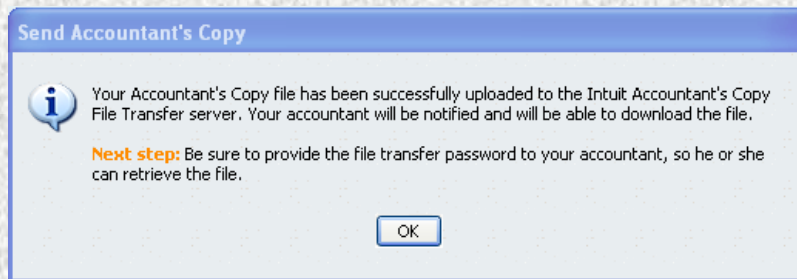 Send Accountant's Copy
Your Accountant's Copy file has been successfully uploaded to the Intuit Accountant's Copy
File Transfer server. Your accountant will be notified and will be able to download the file.
Next step: Be sure to provide the file transfer password to your accountant, so he or she
can retrieve the file.
OK